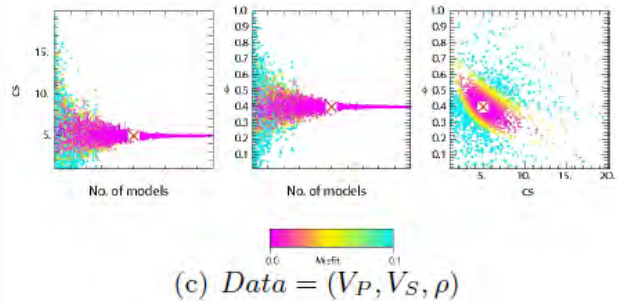 20.
15.
10.
5.
cs
No. of models
1.0
0.9
0.8
0.7
0.6
0.5
0.4
0.3
0.2
0.1
ϕ
No. of models
1.0
0.9
0.8
0.7
0.6
0.5
0.4
0.3
0.2
0.1
ϕ
5. 10. 15. 20.
cs
0.0 Misfit 0.1
(c) Data = (V_P, V_S, ρ)